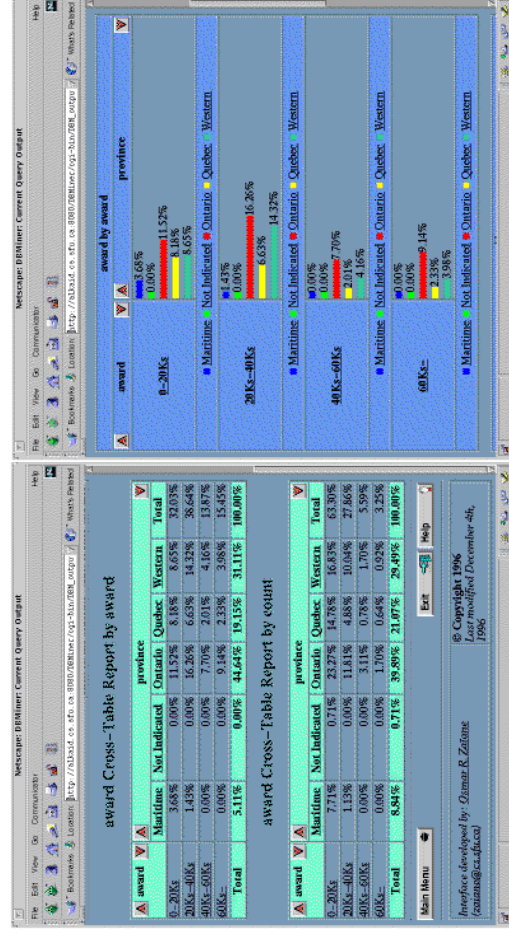 Netscape: DBMiner: Current Query Output
File Edit View Go Communicator Help
Bookmarks Location: http://alkaid.cs.sfu.ca:8080/DBMiner/cgi-bin/DBM_outpu What's Related
award Cross-Table Report by award
award province
Maritime Not Indicated Ontario Quebec Western Total
0-20Ks 3.68% 0.00% 11.52% 8.18% 8.65% 32.03%
20Ks-40Ks 1.43% 0.00% 16.26% 6.63% 14.32% 38.64%
40Ks-60Ks 0.00% 0.00% 7.70% 2.01% 4.16% 13.87%
60Ks- 0.00% 0.00% 9.14% 2.33% 3.98% 15.45%
Total 5.11% 0.00% 44.64% 19.15% 31.11% 100.00%
award Cross-Table Report by count
award province
Maritime Not Indicated Ontario Quebec Western Total
0-20Ks 7.71% 0.71% 23.27% 14.78% 16.83% 63.30%
20Ks-40Ks 1.13% 0.00% 11.81% 4.88% 10.04% 27.86%
40Ks-60Ks 0.00% 0.00% 3.11% 0.78% 1.70% 5.59%
60Ks- 0.00% 0.00% 1.70% 0.64% 0.92% 3.25%
Total 8.84% 0.71% 39.89% 21.07% 29.49% 100.00%
Main Menu Exit Help
Interface developed by: Osmar R. Zaïane
(zaiane@cs.sfu.ca)
© Copyright 1996
Last modified December 4th,
1996
Netscape: DBMiner: Current Query Output
File Edit View Go Communicator Help
Bookmarks Location: http://alkaid.cs.sfu.ca:8080/DBMiner/cgi-bin/DBM_outpu What's Related
award by award
award province
0-20Ks
3.68%
0.00%
11.52%
8.18%
8.65%
Maritime Not Indicated Ontario Quebec Western
20Ks-40Ks
1.43%
0.00%
16.26%
6.63%
14.32%
Maritime Not Indicated Ontario Quebec Western
40Ks-60Ks
0.00%
0.00%
7.70%
2.01%
4.16%
Maritime Not Indicated Ontario Quebec Western
60Ks-
0.00%
0.00%
9.14%
2.33%
3.98%
Maritime Not Indicated Ontario Quebec Western